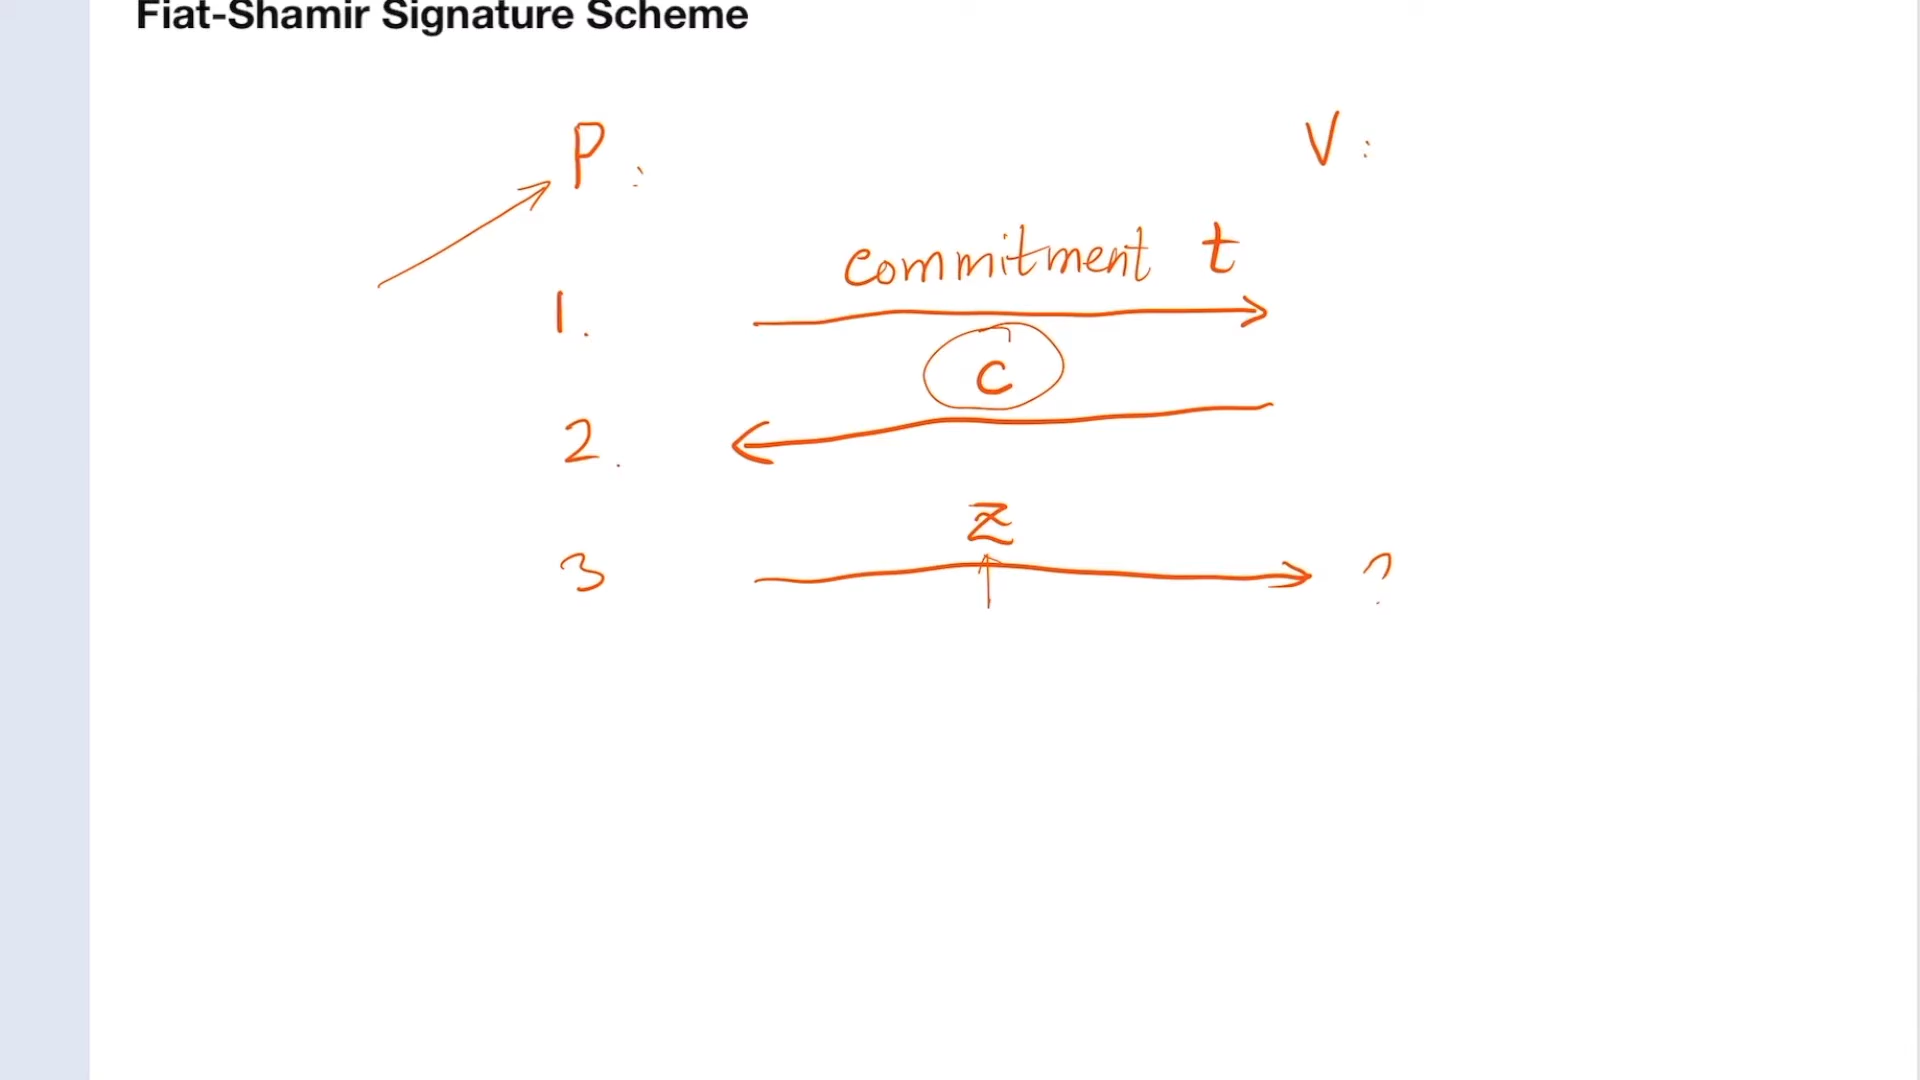 Fiat-Shamir Signature Scheme
P: V:
commitment t
1.
c
2.
z
3 ?